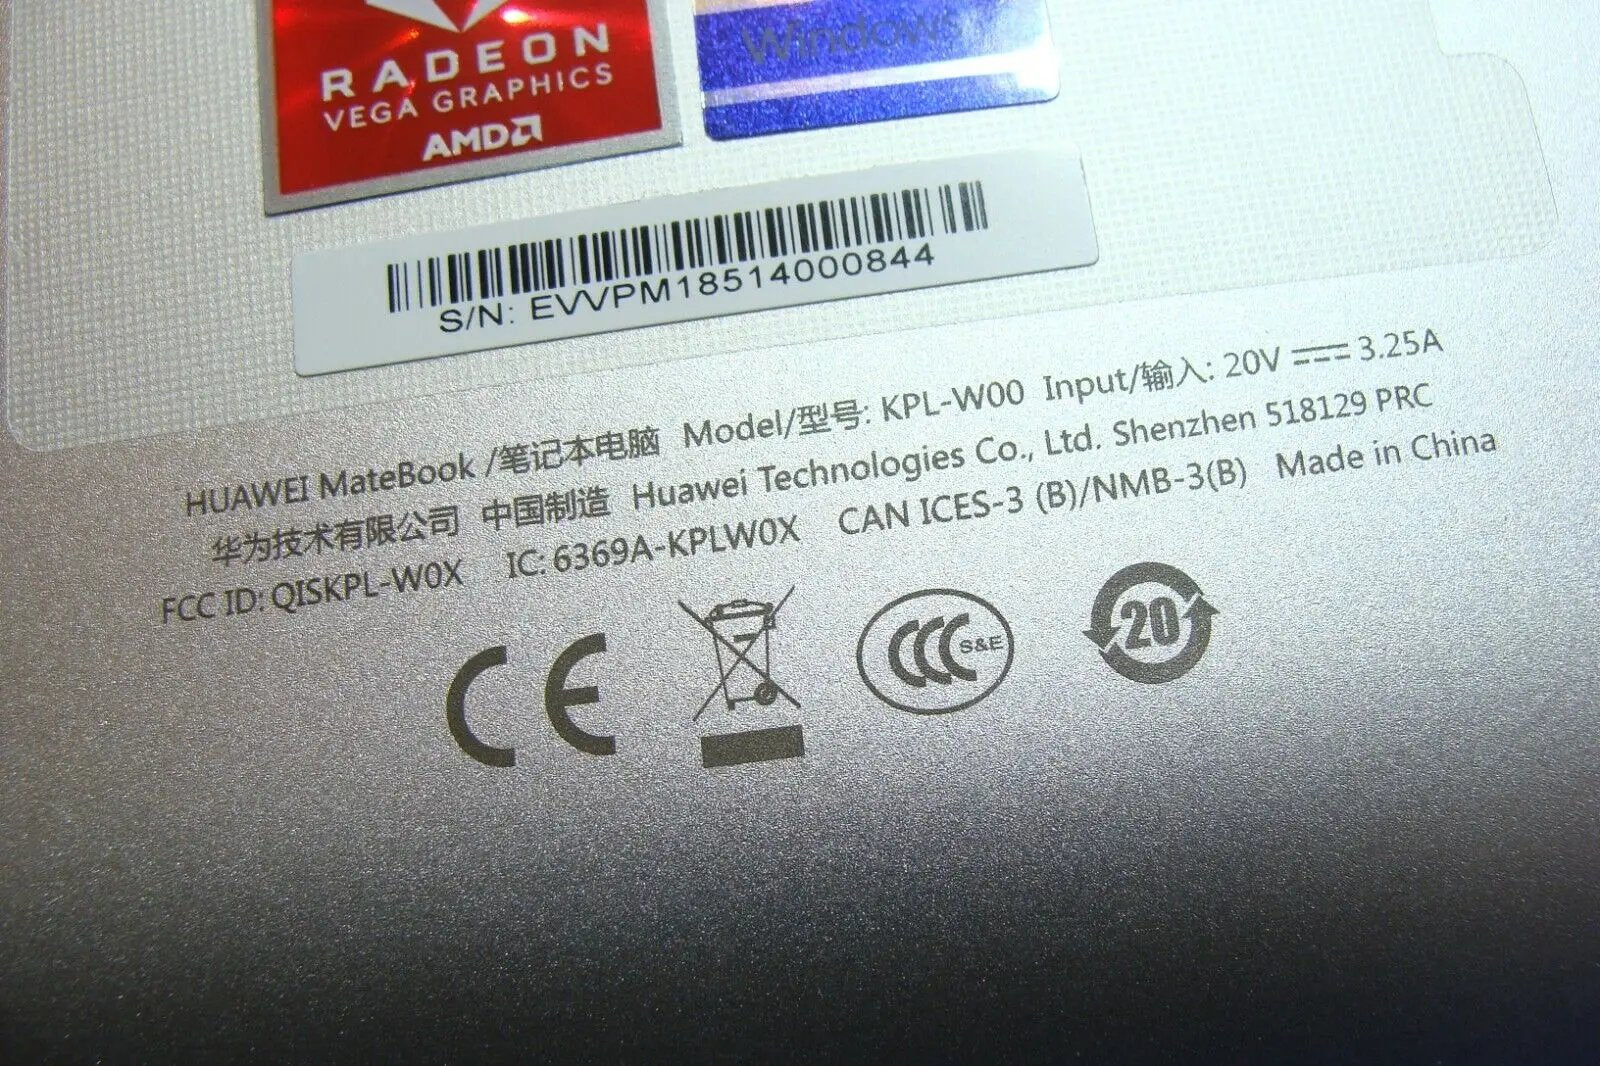 RADEON
VEGA GRAPHICS
AMD
Windows
S/N: EVVPM18514000844
HUAWEI MateBook /笔记本电脑 Model/型号: KPL-W00 Input/输入: 20V ⎓ 3.25A
华为技术有限公司 中国制造 Huawei Technologies Co., Ltd. Shenzhen 518129 PRC
FCC ID: QISKPL-W0X IC: 6369A-KPLW0X CAN ICES-3 (B)/NMB-3(B) Made in China
CE
CCC S&E
20